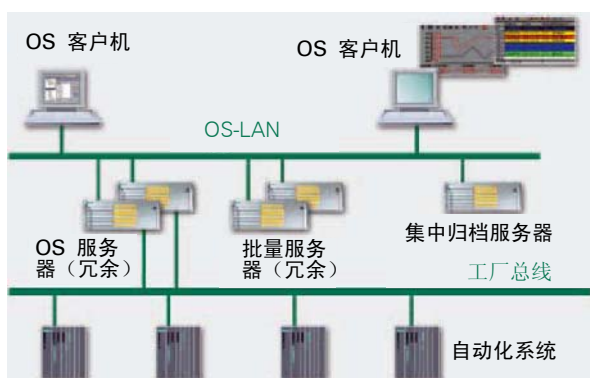 OS 客户机
OS 客户机
OS-LAN
OS 服务
器（冗余）
批量服务
器（冗余）
集中归档服务器
工厂总线
自动化系统